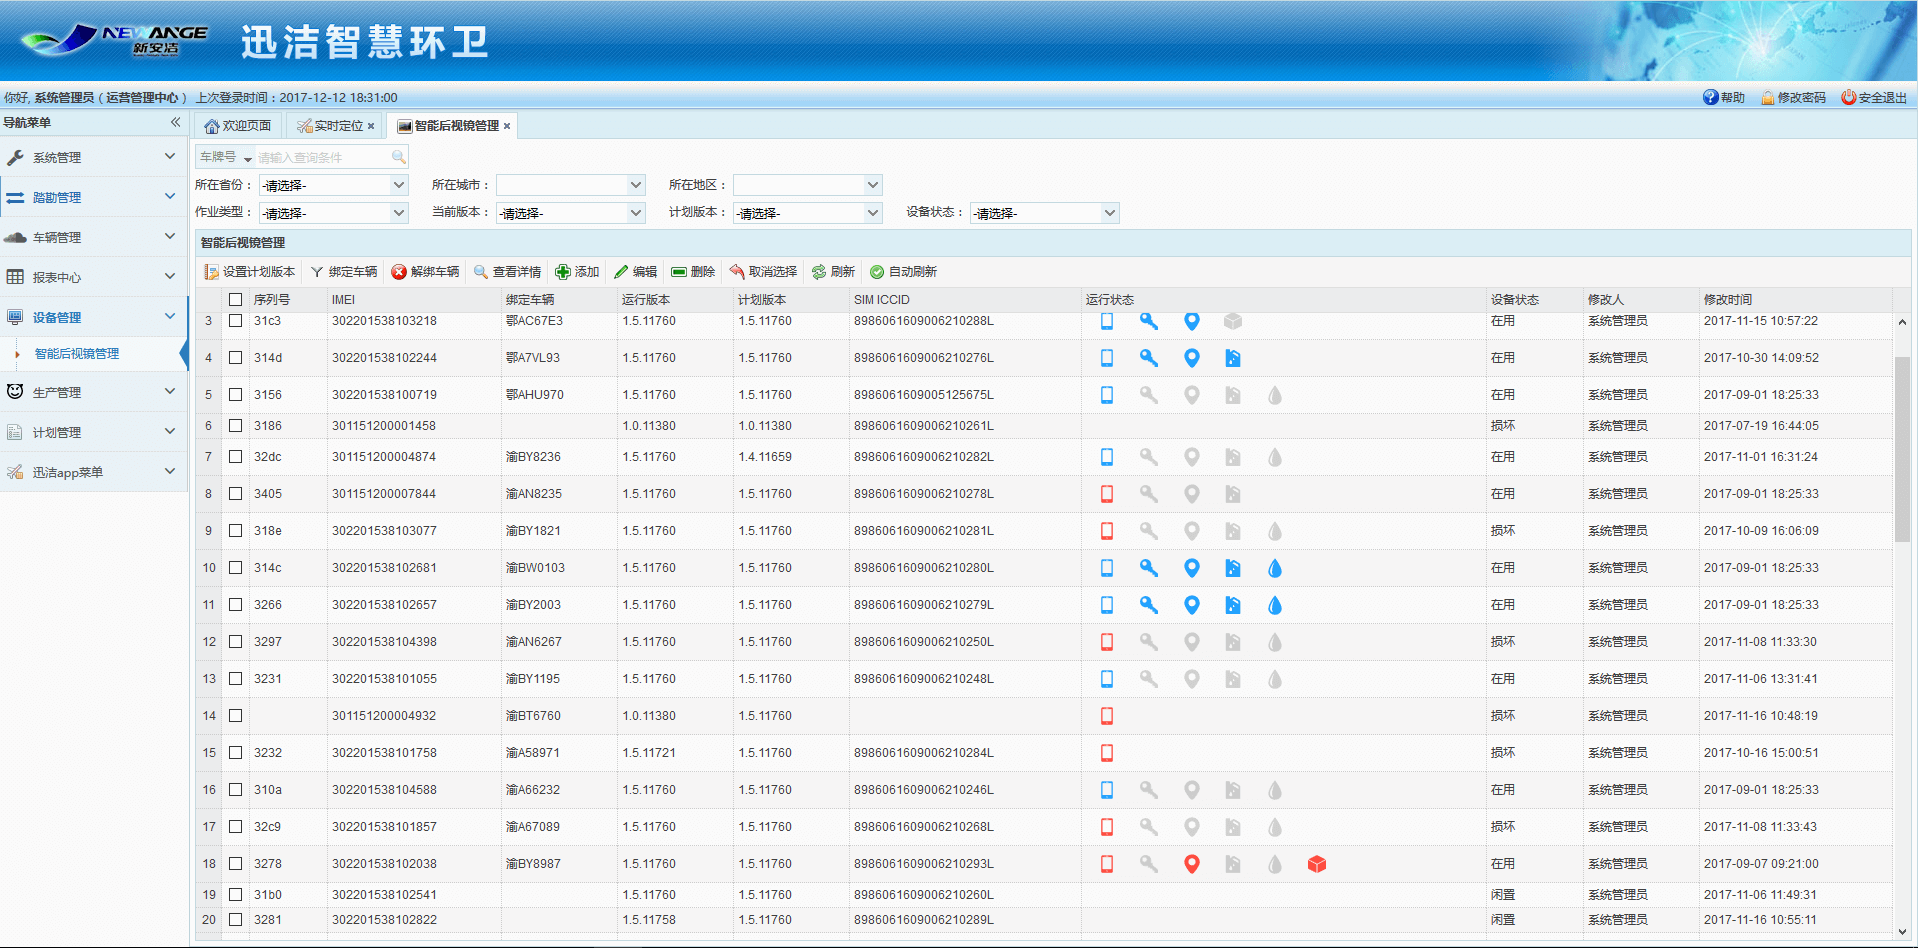 NEWANGE
新安洁
迅洁智慧环卫
你好, 系统管理员 ( 运营管理中心 ) 上次登录时间：2017-12-12 18:31:00
帮助 修改密码 安全退出
导航菜单
欢迎页面 实时定位 智能后视镜管理
系统管理
踏勘管理
车辆管理
报表中心
设备管理
智能后视镜管理
生产管理
计划管理
迅洁app菜单
车牌号 请输入查询条件
所在省份： -请选择- 所在城市： 所在地区：
作业类型： -请选择- 当前版本： -请选择- 计划版本： -请选择- 设备状态： -请选择-
智能后视镜管理
设置计划版本 绑定车辆 解绑车辆 查看详情 添加 编辑 删除 取消选择 刷新 自动刷新
序列号 IMEI 绑定车辆 运行版本 计划版本 SIM ICCID 运行状态 设备状态 修改人 修改时间
3 31c3 302201538103218 鄂AC67E3 1.5.11760 1.5.11760 8986061609006210288L 在用 系统管理员 2017-11-15 10:57:22
4 314d 302201538102244 鄂A7VL93 1.5.11760 1.5.11760 8986061609006210276L 在用 系统管理员 2017-10-30 14:09:52
5 3156 302201538100719 鄂AHU970 1.5.11760 1.5.11760 8986061609005125675L 在用 系统管理员 2017-09-01 18:25:33
6 3186 301151200001458 1.0.11380 1.0.11380 8986061609006210261L 损坏 系统管理员 2017-07-19 16:44:05
7 32dc 301151200004874 渝BY8236 1.5.11760 1.4.11659 8986061609006210282L 在用 系统管理员 2017-11-01 16:31:24
8 3405 301151200007844 渝AN8235 1.5.11760 1.5.11760 8986061609006210278L 在用 系统管理员 2017-09-01 18:25:33
9 318e 302201538103077 渝BY1821 1.5.11760 1.5.11760 8986061609006210281L 损坏 系统管理员 2017-10-09 16:06:09
10 314c 302201538102681 渝BW0103 1.5.11760 1.5.11760 8986061609006210280L 在用 系统管理员 2017-09-01 18:25:33
11 3266 302201538102657 渝BY2003 1.5.11760 1.5.11760 8986061609006210279L 在用 系统管理员 2017-09-01 18:25:33
12 3297 302201538104398 渝AN6267 1.5.11760 1.5.11760 8986061609006210250L 损坏 系统管理员 2017-11-08 11:33:30
13 3231 302201538101055 渝BY1195 1.5.11760 1.5.11760 8986061609006210248L 在用 系统管理员 2017-11-06 13:31:41
14 301151200004932 渝BT6760 1.0.11380 1.5.11760 损坏 系统管理员 2017-11-16 10:48:19
15 3232 302201538101758 渝A58971 1.5.11721 1.5.11760 8986061609006210284L 损坏 系统管理员 2017-10-16 15:00:51
16 310a 302201538104588 渝A66232 1.5.11760 1.5.11760 8986061609006210246L 在用 系统管理员 2017-09-01 18:25:33
17 32c9 302201538101857 渝A67089 1.5.11760 1.5.11760 8986061609006210268L 损坏 系统管理员 2017-11-08 11:33:43
18 3278 302201538102038 渝BY8987 1.5.11760 1.5.11760 8986061609006210293L 在用 系统管理员 2017-09-07 09:21:00
19 31b0 302201538102541 1.5.11760 1.5.11760 8986061609006210260L 闲置 系统管理员 2017-11-06 11:49:31
20 3281 302201538102822 1.5.11758 1.5.11760 8986061609006210289L 闲置 系统管理员 2017-11-16 10:55:11